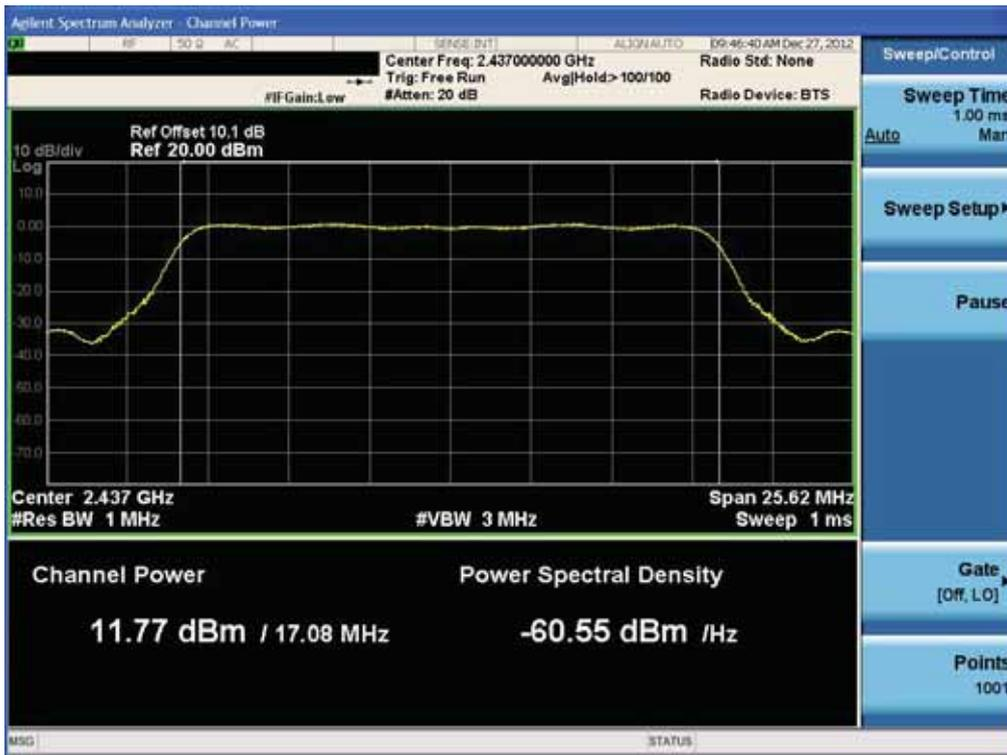 Agilent Spectrum Analyzer - Channel Power
RF 50 Ω AC SENSE:INT ALIGN AUTO 09:46:40 AM Dec 27, 2012
Center Freq: 2.437000000 GHz Radio Std: None
Trig: Free Run Avg|Hold:> 100/100
#IFGain:Low #Atten: 20 dB Radio Device: BTS
Ref Offset 10.1 dB
10 dB/div Ref 20.00 dBm
Log
10.0
0.00
-10.0
-20.0
-30.0
-40.0
-50.0
-60.0
-70.0
Center 2.437 GHz Span 25.62 MHz
#Res BW 1 MHz #VBW 3 MHz Sweep 1 ms
Channel Power Power Spectral Density
11.77 dBm / 17.08 MHz -60.55 dBm /Hz
MSG STATUS
Sweep/Control
Sweep Time
1.00 ms
Auto Man
Sweep Setup
Pause
Gate
[Off, LO]
Points
1001